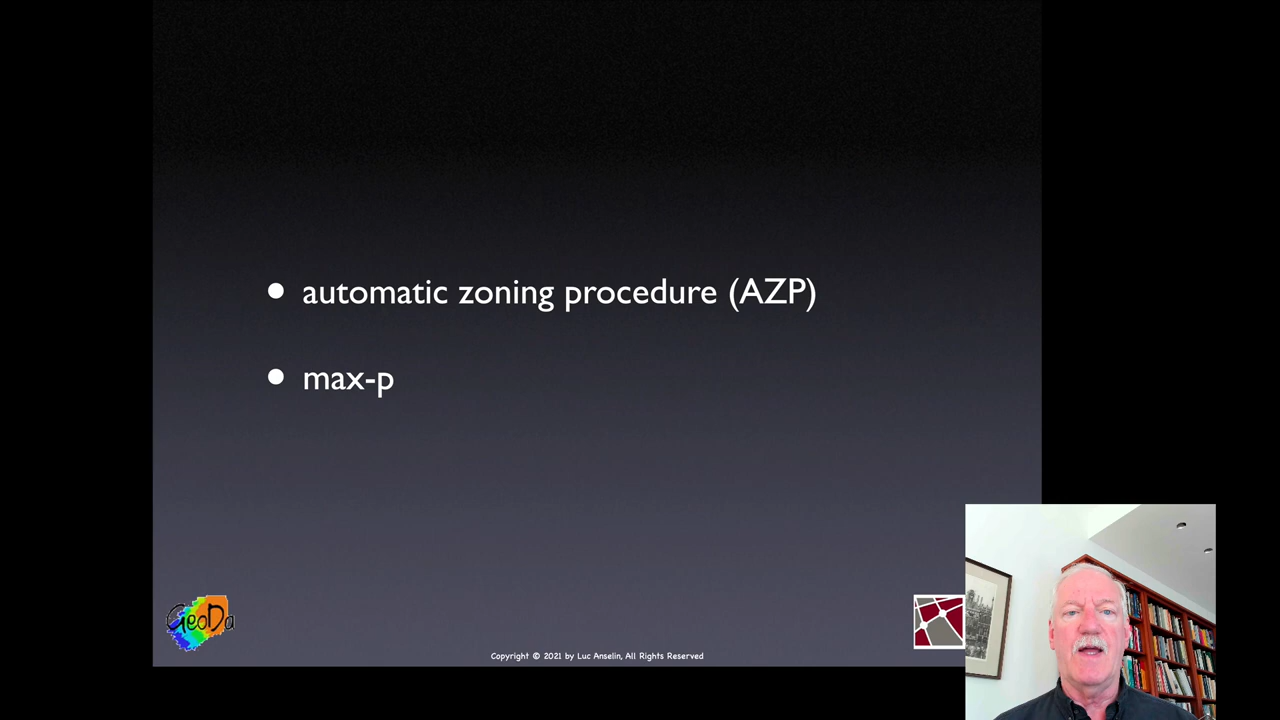 • automatic zoning procedure (AZP)
• max-p
GeoDa
Copyright © 2021 by Luc Anselin, All Rights Reserved